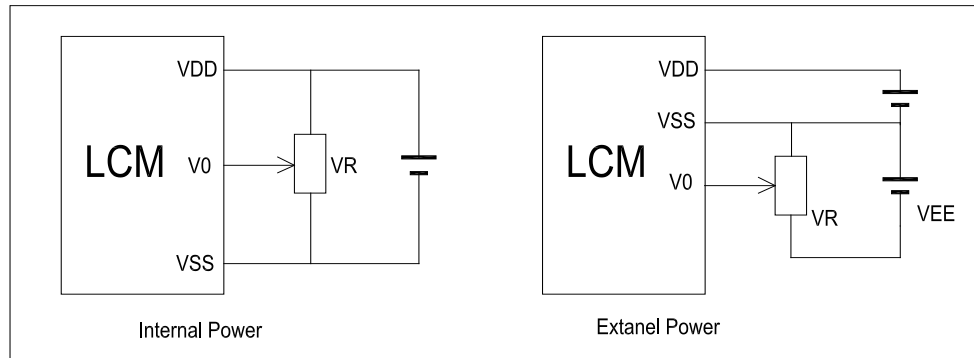 VDD
LCM
V0
VR
VSS
Internal Power
VDD
VSS
LCM
V0
VR
VEE
Extanel Power